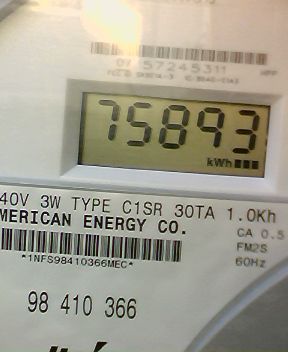 57245311
75893
kWh
40V 3W TYPE C1SR 30TA 1.0Kh
MERICAN ENERGY CO.
CA 0.5
FM2S
60Hz
*1NFS98410366MEC*
98 410 366